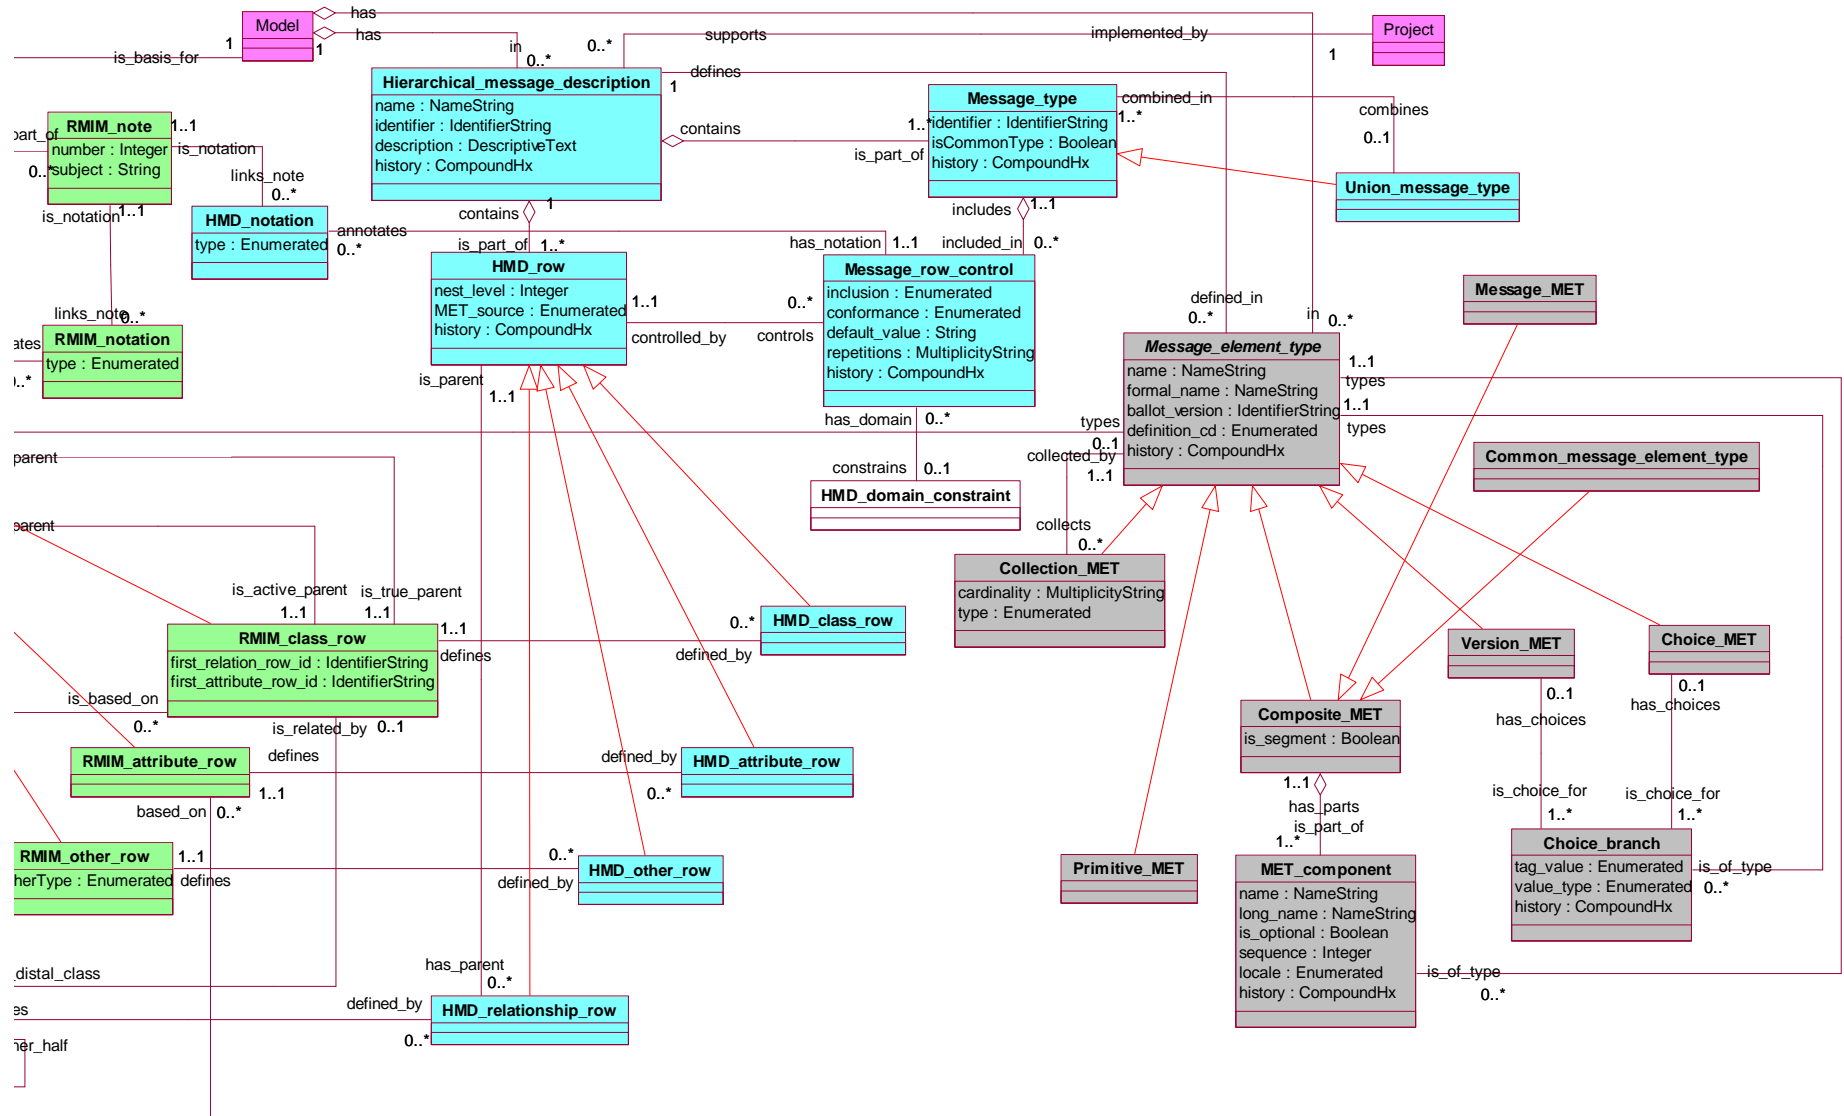 Model
has
has
1
1
is_basis_for
in
0..*
0..*
supports
implemented_by
Project
1
Hierarchical_message_description
name : NameString
identifier : IdentifierString
description : DescriptiveText
history : CompoundHx
1
defines
contains
1..*
is_part_of
Message_type
identifier : IdentifierString
isCommonType : Boolean
history : CompoundHx
combined_in
1..*
combines
0..1
Union_message_type
RMIM_note
number : Integer
subject : String
part_of
0..*
1..1
is_notation
links_note
0..*
is_notation
1..1
HMD_notation
type : Enumerated
annotates
0..*
contains
1
is_part_of
1..*
has_notation
1..1
includes
1..1
included_in
0..*
HMD_row
nest_level : Integer
MET_source : Enumerated
history : CompoundHx
1..1
controlled_by
0..*
controls
Message_row_control
inclusion : Enumerated
conformance : Enumerated
default_value : String
repetitions : MultiplicityString
history : CompoundHx
defined_in
0..*
in
0..*
Message_MET
links_note
0..*
RMIM_notation
type : Enumerated
ates
0..*
is_parent
1..1
has_domain
0..*
constrains
0..1
HMD_domain_constraint
Message_element_type
name : NameString
formal_name : NameString
ballot_version : IdentifierString
definition_cd : Enumerated
history : CompoundHx
1..1
types
1..1
types
types
0..1
collected_by
1..1
collects
0..*
Common_message_element_type
Collection_MET
cardinality : MultiplicityString
type : Enumerated
parent
parent
is_active_parent
1..1
is_true_parent
1..1
RMIM_class_row
first_relation_row_id : IdentifierString
first_attribute_row_id : IdentifierString
1..1
defines
0..*
defined_by
HMD_class_row
is_based_on
0..*
is_related_by
0..1
Version_MET
0..1
has_choices
Choice_MET
0..1
has_choices
Composite_MET
is_segment : Boolean
1..1
has_parts
is_part_of
1..*
RMIM_attribute_row
defines
1..1
based_on
0..*
defined_by
0..*
HMD_attribute_row
is_choice_for
1..*
is_choice_for
1..*
Choice_branch
tag_value : Enumerated
value_type : Enumerated
history : CompoundHx
is_of_type
0..*
RMIM_other_row
herType : Enumerated
1..1
defines
0..*
defined_by
HMD_other_row
Primitive_MET
MET_component
name : NameString
long_name : NameString
is_optional : Boolean
sequence : Integer
locale : Enumerated
history : CompoundHx
is_of_type
0..*
_distal_class
has_parent
0..*
es
defined_by
0..*
HMD_relationship_row
her_half